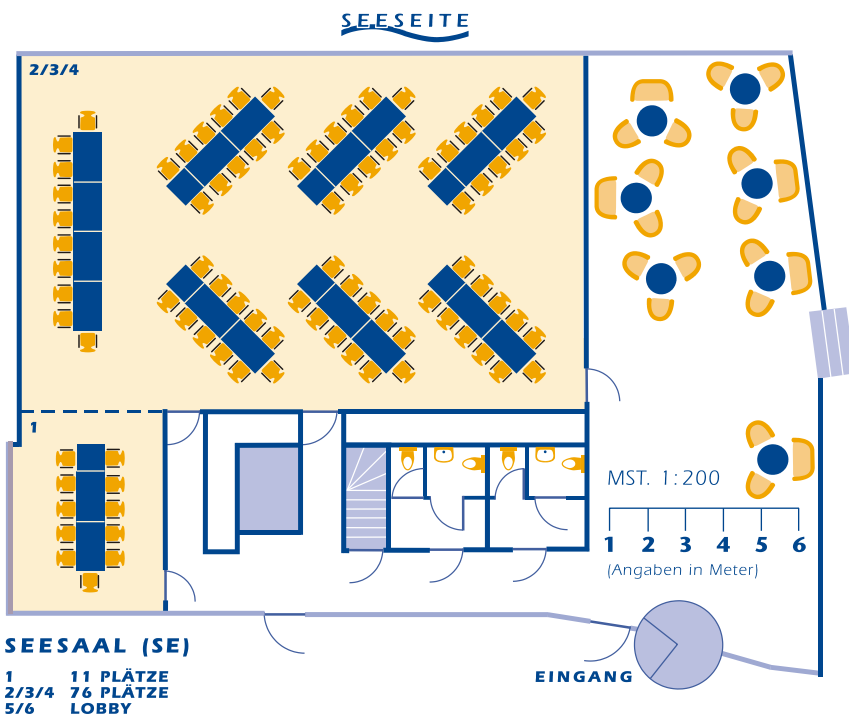 SEESEITE
2/3/4
1
MST. 1:200
1 2 3 4 5 6
(Angaben in Meter)
EINGANG
SEESAAL (SE)
1 11 PLÄTZE
2/3/4 76 PLÄTZE
5/6 LOBBY